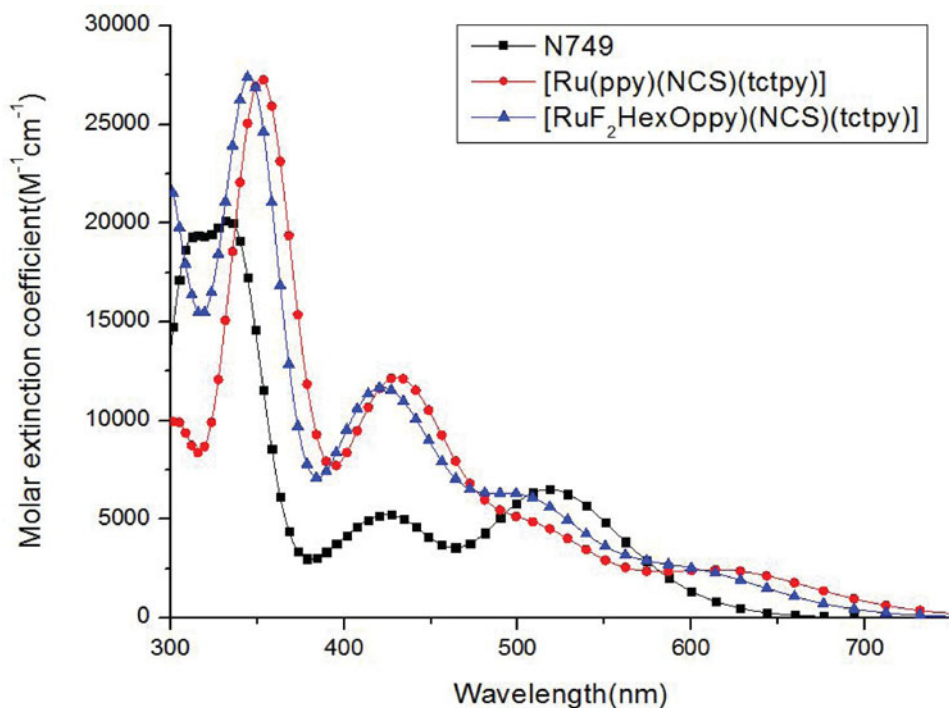 30000
25000
20000
15000
10000
5000
0
Molar extinction coefficient(M⁻¹cm⁻¹)
N749
[Ru(ppy)(NCS)(tctpy)]
[RuF₂HexOppy)(NCS)(tctpy)]
300 400 500 600 700
Wavelength(nm)